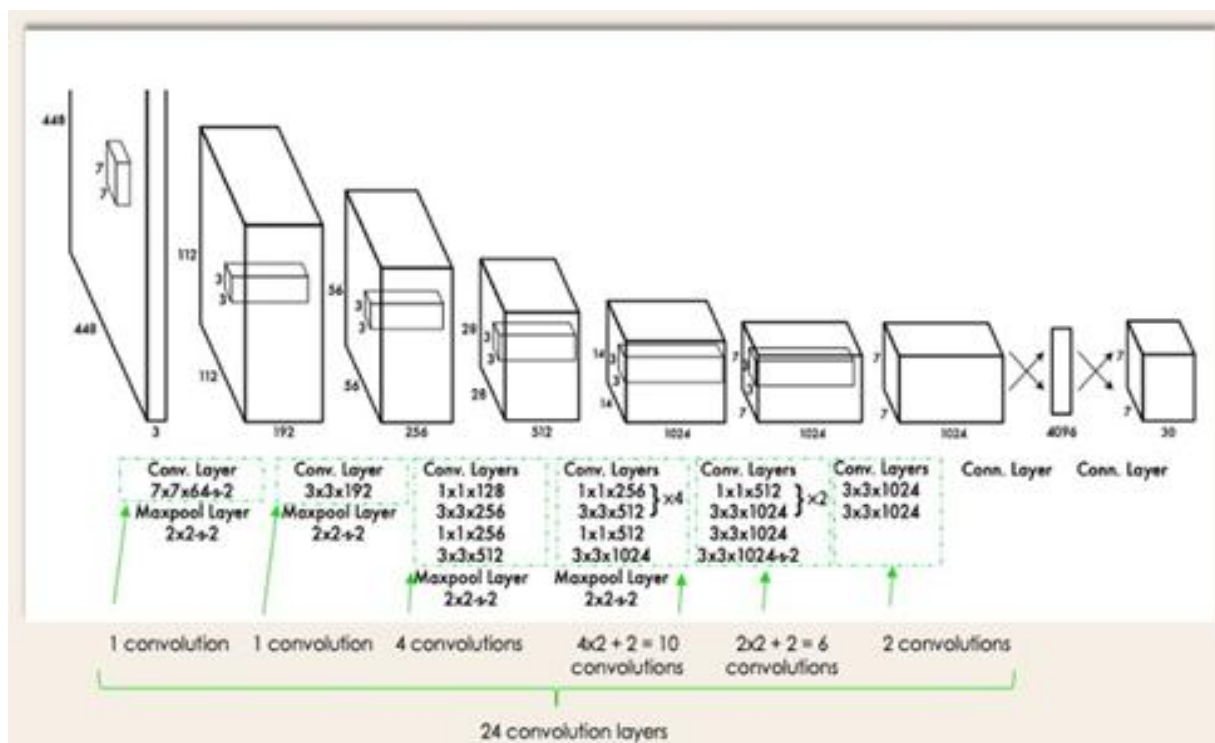 448
7
7
448
3
112
3
3
112
192
56
3
3
56
256
28
3
3
28
512
14
3
3
14
1024
7
3
3
7
1024
7
7
1024
4096
7
7
30
Conv. Layer
7x7x64-s-2
Maxpool Layer
2x2-s-2
Conv. Layer
3x3x192
Maxpool Layer
2x2-s-2
Conv. Layers
1x1x128
3x3x256
1x1x256
3x3x512
Maxpool Layer
2x2-s-2
Conv. Layers
1x1x256
3x3x512 }×4
1x1x512
3x3x1024
Maxpool Layer
2x2-s-2
Conv. Layers
1x1x512
3x3x1024 }×2
3x3x1024
3x3x1024-s-2
Conv. Layers
3x3x1024
3x3x1024
Conn. Layer
Conn. Layer
1 convolution
1 convolution
4 convolutions
4x2 + 2 = 10
convolutions
2x2 + 2 = 6
convolutions
2 convolutions
24 convolution layers